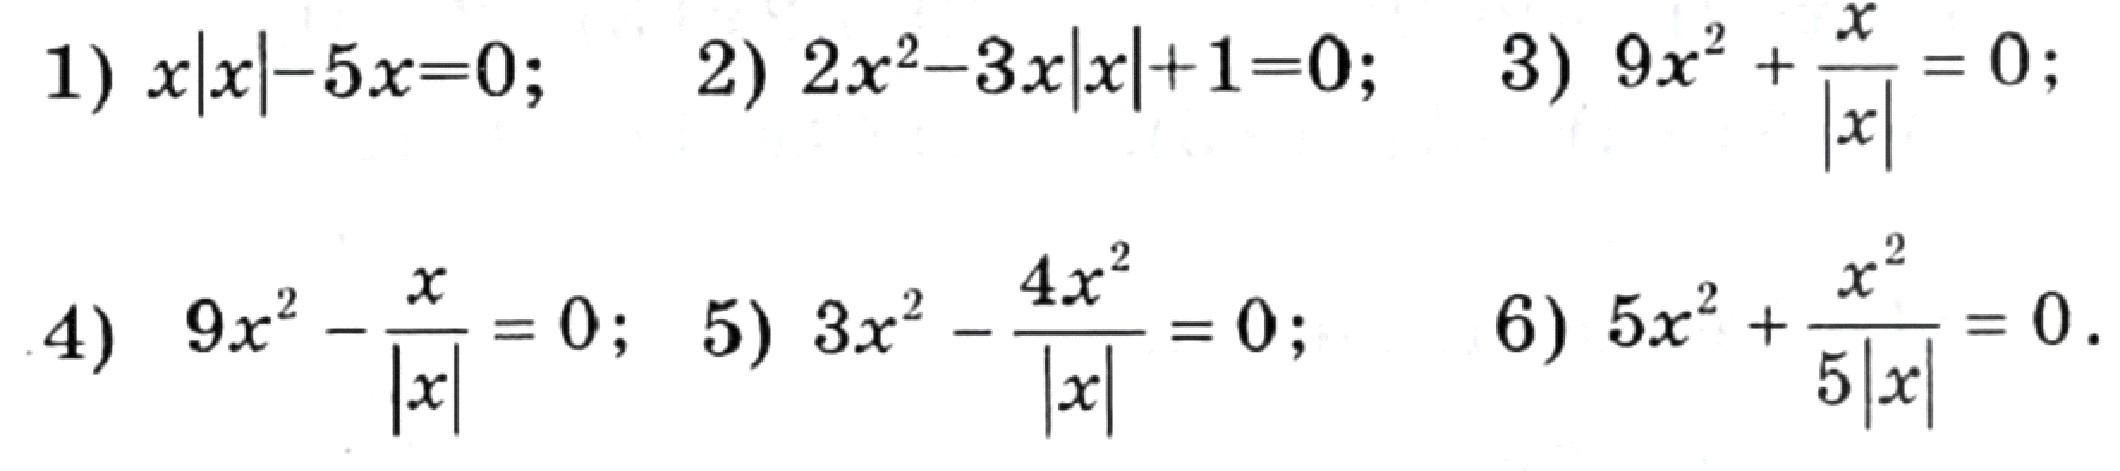 1) x|x|−5x=0; 2) 2x²−3x|x|+1=0; 3) 9x² + x/|x| = 0;
4) 9x² − x/|x| = 0; 5) 3x² − 4x²/|x| = 0; 6) 5x² + x²/5|x| = 0.